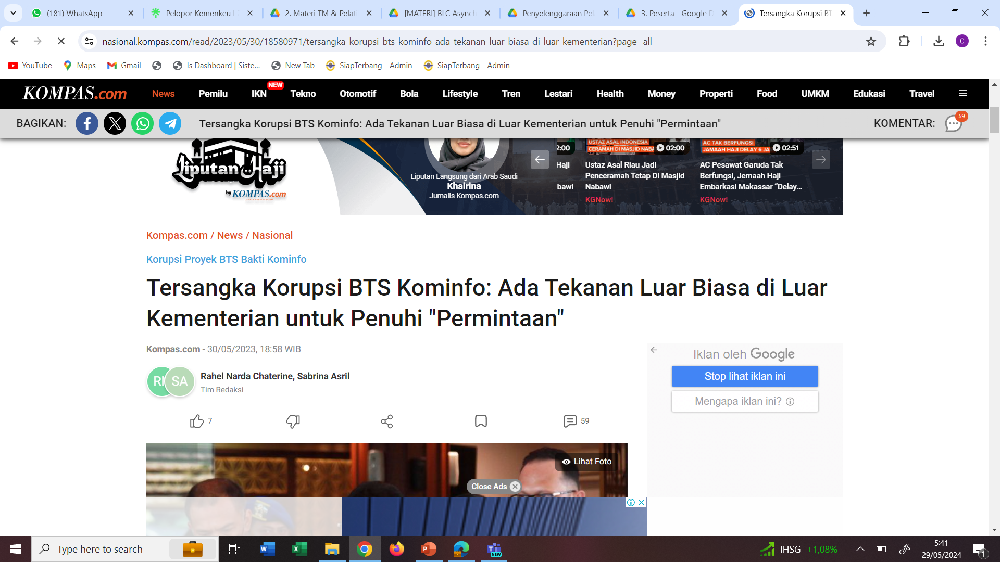 (181) WhatsApp
Pelopor Kemenkeu I 2
2. Materi TM & Pelati
[MATERI] BLC Asynch
Penyelenggaraan Pel
3. Peserta - Google D
Tersangka Korupsi BT
nasional.kompas.com/read/2023/05/30/18580971/tersangka-korupsi-bts-kominfo-ada-tekanan-luar-biasa-di-luar-kementerian?page=all
C
YouTube
Maps
Gmail
Is Dashboard | Siste...
New Tab
SiapTerbang - Admin
SiapTerbang - Admin
KOMPAS.com
News
Pemilu
IKN
NEW
Tekno
Otomotif
Bola
Lifestyle
Tren
Lestari
Health
Money
Properti
Food
UMKM
Edukasi
Travel
BAGIKAN:
Tersangka Korupsi BTS Kominfo: Ada Tekanan Luar Biasa di Luar Kementerian untuk Penuhi "Permintaan"
KOMENTAR:
59
Liputan Haji
by KOMPAS.com
Liputan Langsung dari Arab Saudi
Khairina
Jurnalis Kompas.com
2:00
Haji
USTAZ ASAL INDONESIA
CERAMAH DI MASJID NABA
02:00
Ustaz Asal Riau Jadi
Penceramah Tetap Di Masjid
Nabawi
KGNow!
AC TAK BERFUNGSI,
JAMAAH HAJI DELAY 6 JA
02:51
AC Pesawat Garuda Tak
Berfungsi, Jemaah Haji
Embarkasi Makassar “Delay...
KGNow!
Kompas.com / News / Nasional
Korupsi Proyek BTS Bakti Kominfo
Tersangka Korupsi BTS Kominfo: Ada Tekanan Luar Biasa di Luar
Kementerian untuk Penuhi "Permintaan"
Kompas.com - 30/05/2023, 18:58 WIB
SA
Rahel Narda Chaterine, Sabrina Asril
Tim Redaksi
7
59
Iklan oleh Google
Stop lihat iklan ini
Mengapa iklan ini?
Lihat Foto
Close Ads
Type here to search
NEW
IHSG +1,08%
5:41
29/05/2024
1